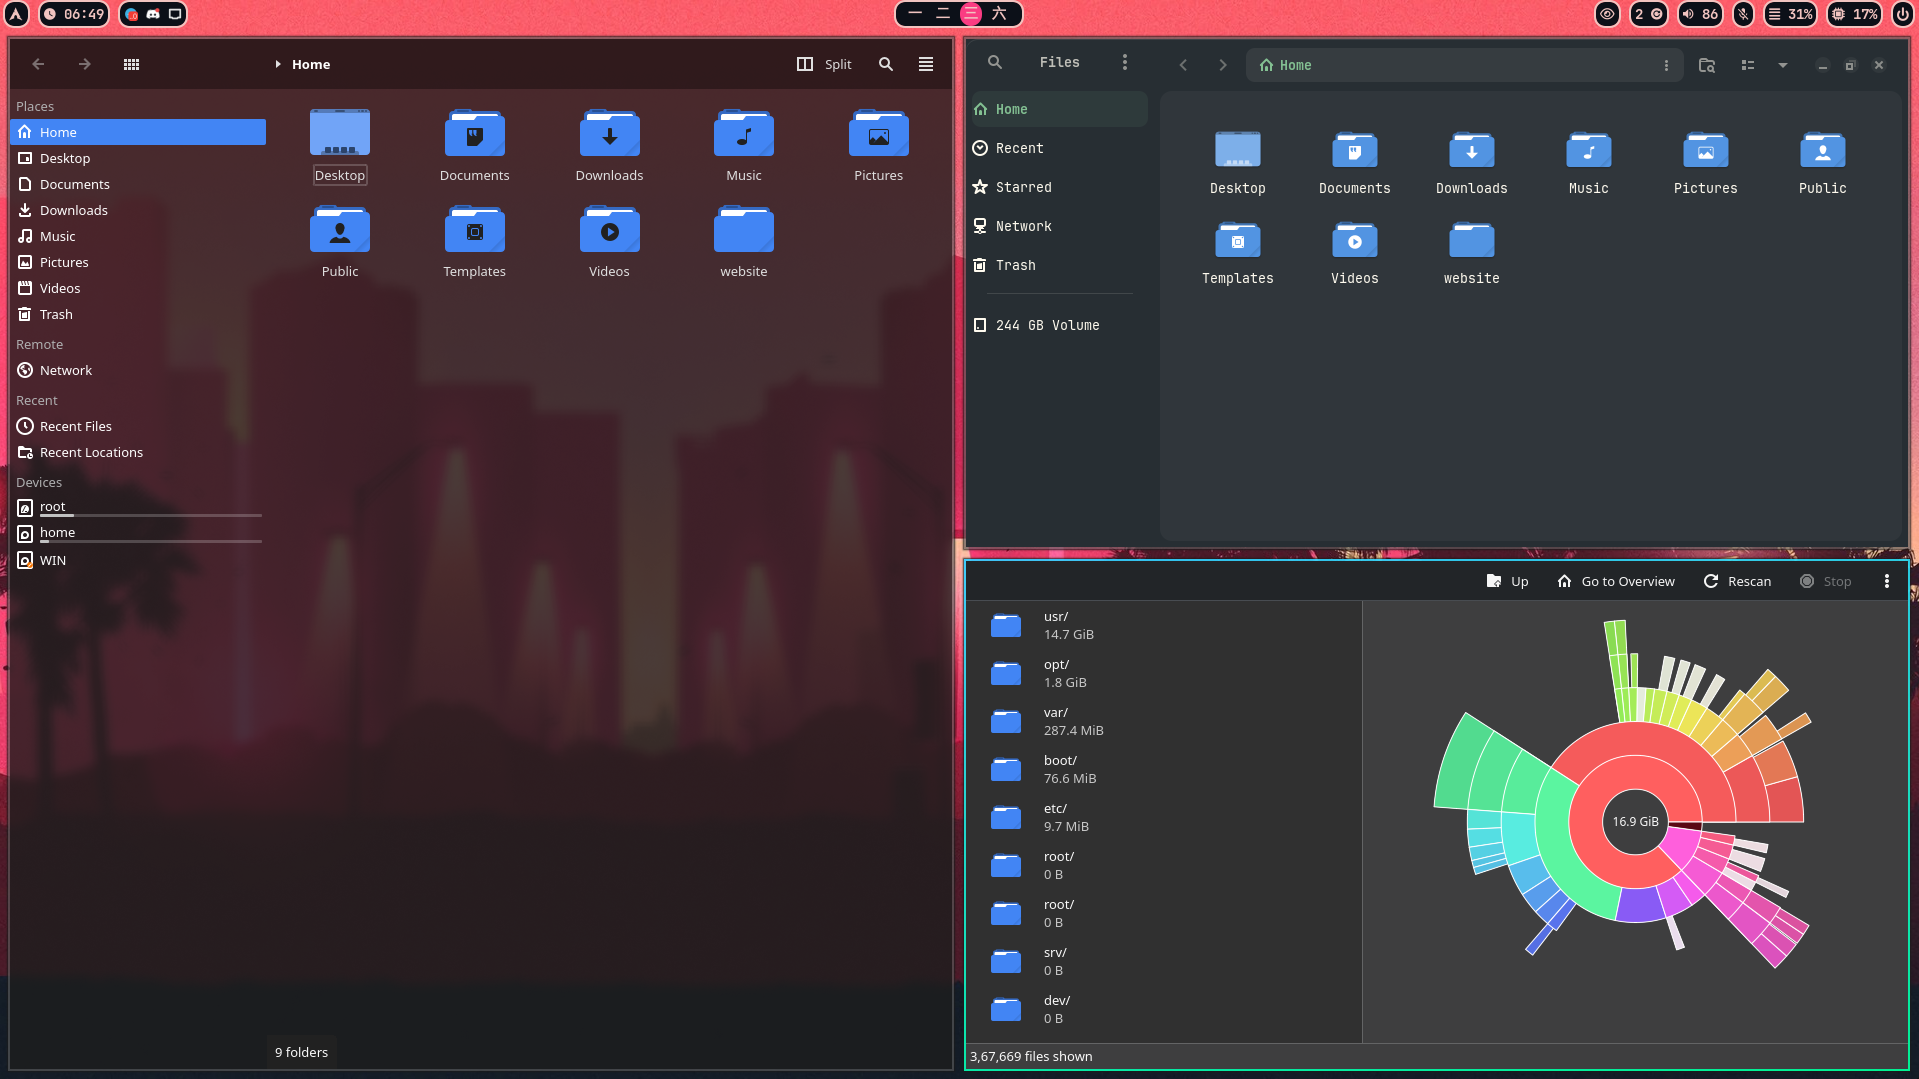 06:49
一 二 三 六
2
86
31%
17%
Home
Split
Places
Home
Desktop
Documents
Downloads
Music
Pictures
Videos
Trash
Remote
Network
Recent
Recent Files
Recent Locations
Devices
root
home
WIN
Desktop
Documents
Downloads
Music
Pictures
Public
Templates
Videos
website
9 folders
Files
Home
Home
Recent
Starred
Network
Trash
244 GB Volume
Desktop
Documents
Downloads
Music
Pictures
Public
Templates
Videos
website
Up
Go to Overview
Rescan
Stop
usr/
14.7 GiB
opt/
1.8 GiB
var/
287.4 MiB
boot/
76.6 MiB
etc/
9.7 MiB
root/
0 B
root/
0 B
srv/
0 B
dev/
0 B
16.9 GiB
3,67,669 files shown